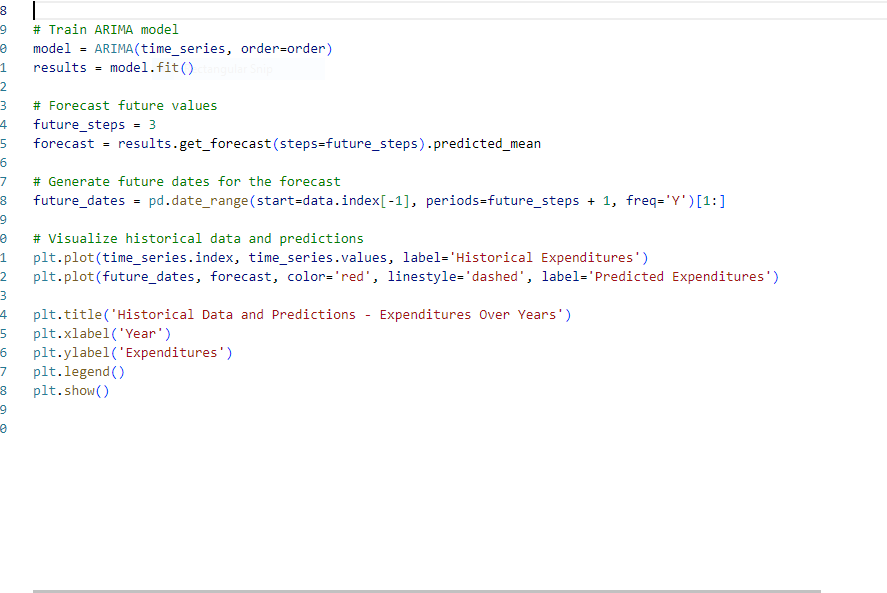 8
9 # Train ARIMA model
0 model = ARIMA(time_series, order=order)
1 results = model.fit()
2
3 # Forecast future values
4 future_steps = 3
5 forecast = results.get_forecast(steps=future_steps).predicted_mean
6
7 # Generate future dates for the forecast
8 future_dates = pd.date_range(start=data.index[-1], periods=future_steps + 1, freq='Y')[1:]
9
0 # Visualize historical data and predictions
1 plt.plot(time_series.index, time_series.values, label='Historical Expenditures')
2 plt.plot(future_dates, forecast, color='red', linestyle='dashed', label='Predicted Expenditures')
3
4 plt.title('Historical Data and Predictions - Expenditures Over Years')
5 plt.xlabel('Year')
6 plt.ylabel('Expenditures')
7 plt.legend()
8 plt.show()
9
0